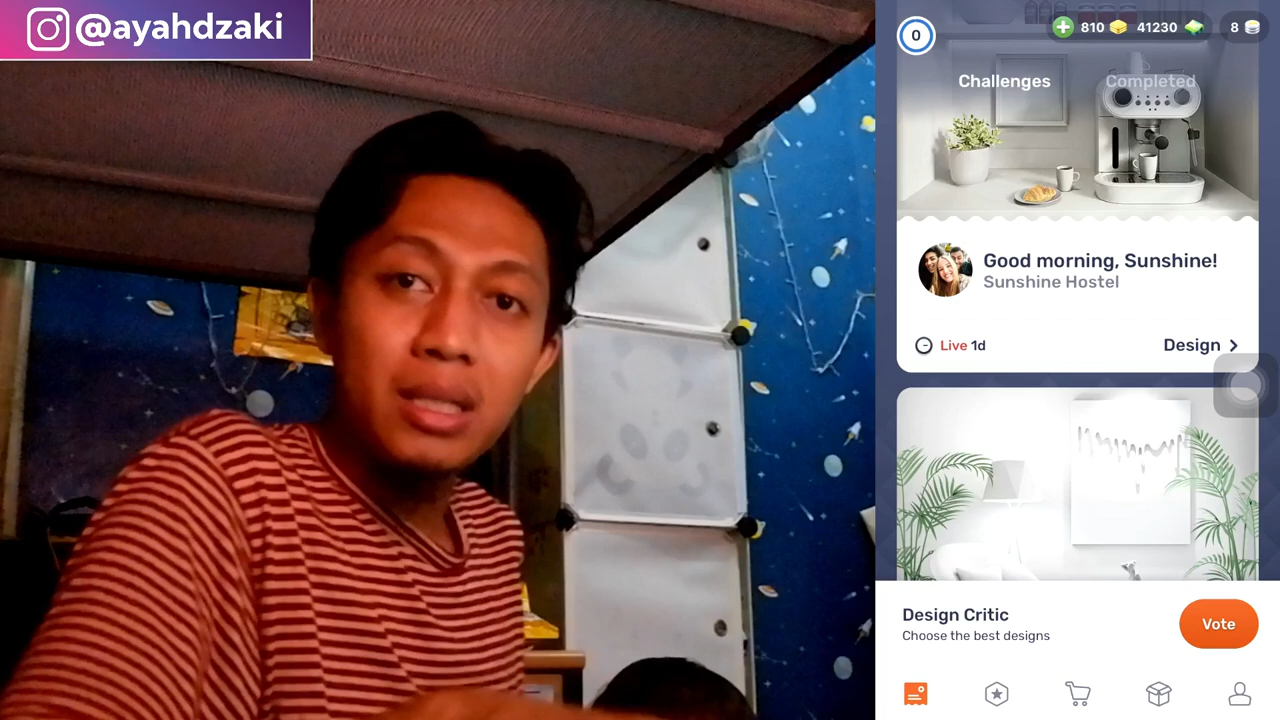 @ayahdzaki
0
810
41230
8
Challenges
Completed
Good morning, Sunshine!
Sunshine Hostel
Live 1d
Design
Design Critic
Choose the best designs
Vote